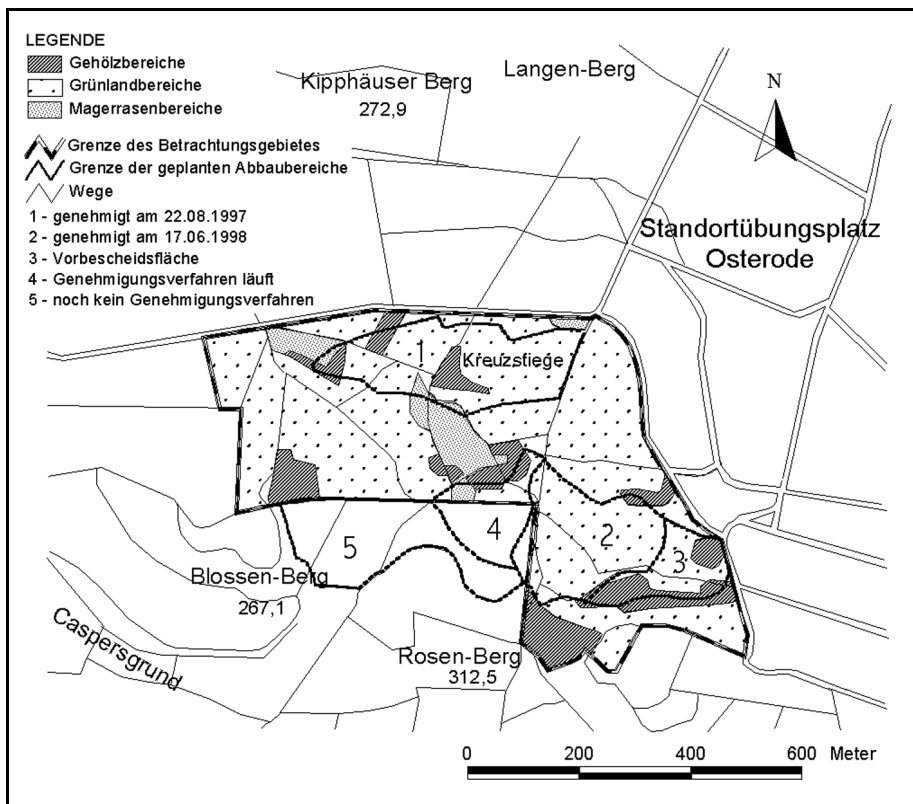 LEGENDE
Gehölzbereiche
Grünlandbereiche
Magerrasenbereiche
Grenze des Betrachtungsgebietes
Grenze der geplanten Abbaubereiche
Wege
1 - genehmigt am 22.08.1997
2 - genehmigt am 17.06.1998
3 - Vorbescheidsfläche
4 - Genehmigungsverfahren läuft
5 - noch kein Genehmigungsverfahren
Langen-Berg
Kipphäuser Berg
272,9
N
Standortübungsplatz
Osterode
1
Kreuzstiege
2
3
4
5
Blossen-Berg
267,1
Caspersgrund
Rosen-Berg
312,5
0 200 400 600 Meter